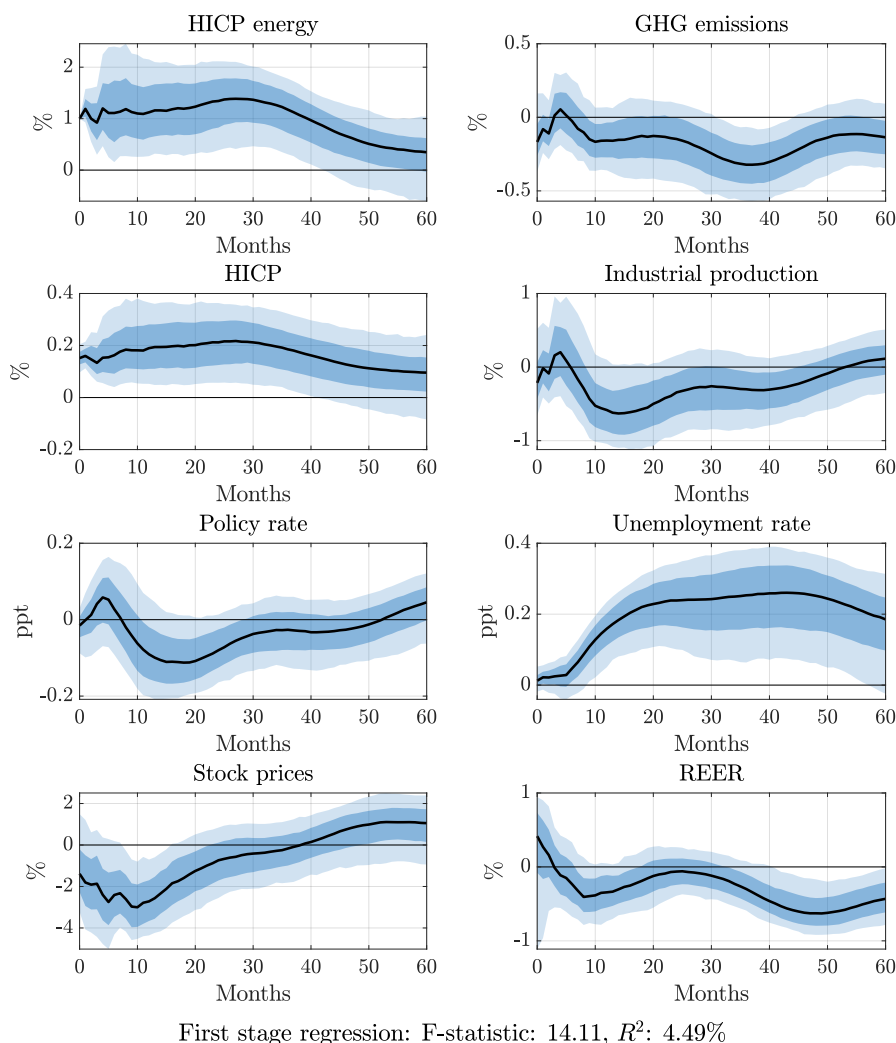 HICP energy GHG emissions
2
1
0
%
0 10 20 30 40 50 60
Months
0.5
0
-0.5
%
0 10 20 30 40 50 60
Months
HICP Industrial production
0.4
0.2
0
-0.2
%
0 10 20 30 40 50 60
Months
1
0
-1
%
0 10 20 30 40 50 60
Months
Policy rate Unemployment rate
0.2
0
-0.2
ppt
0 10 20 30 40 50 60
Months
0.4
0.2
0
ppt
0 10 20 30 40 50 60
Months
Stock prices REER
2
0
-2
-4
%
0 10 20 30 40 50 60
Months
1
0
-1
%
0 10 20 30 40 50 60
Months
First stage regression: F-statistic: 14.11, R²: 4.49%